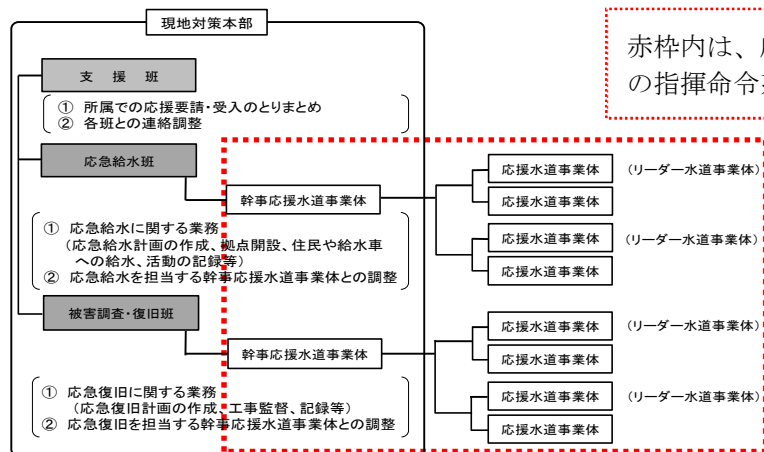 現地対策本部
赤枠内は、
の指揮命令
支 援 班
① 所属での応援要請・受入のとりまとめ
② 各班との連絡調整
応急給水班
幹事応援水道事業体
応援水道事業体 (リーダー水道事業体)
応援水道事業体
応援水道事業体 (リーダー水道事業体)
応援水道事業体
① 応急給水に関する業務
(応急給水計画の作成、拠点開設、住民や給水車
への給水、活動の記録等)
② 応急給水を担当する幹事応援水道事業体との調整
被害調査・復旧班
幹事応援水道事業体
応援水道事業体 (リーダー水道事業体)
応援水道事業体
応援水道事業体 (リーダー水道事業体)
応援水道事業体
① 応急復旧に関する業務
(応急復旧計画の作成、工事監督、記録等)
② 応急復旧を担当する幹事応援水道事業体との調整